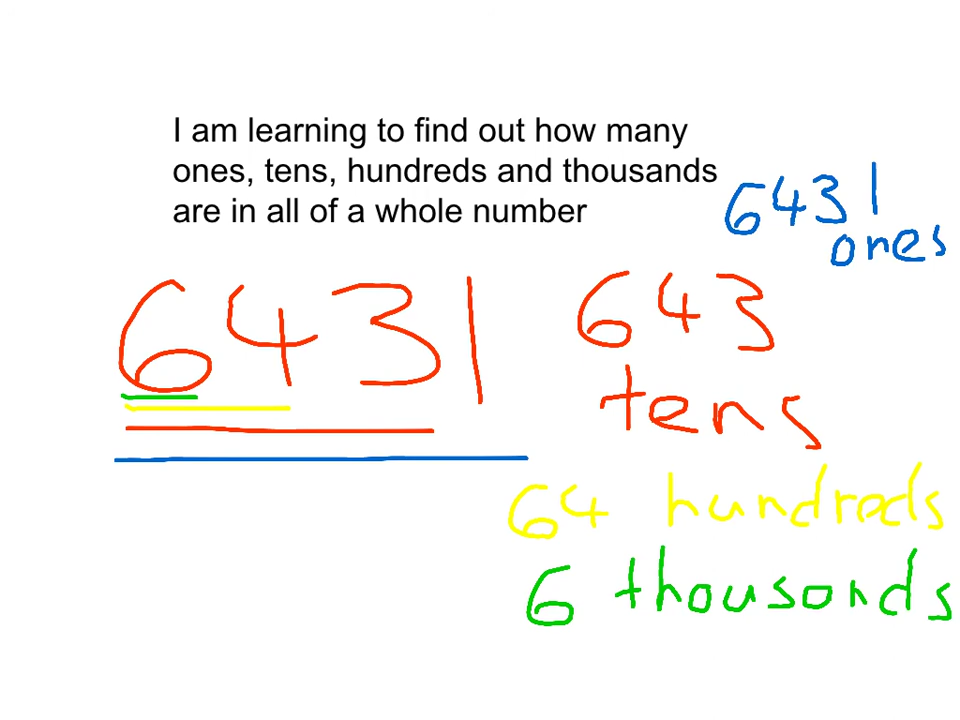 I am learning to find out how many
ones, tens, hundreds and thousands
are in all of a whole number
6431
ones
6431
643
tens
64 hundreds
6 thousonds